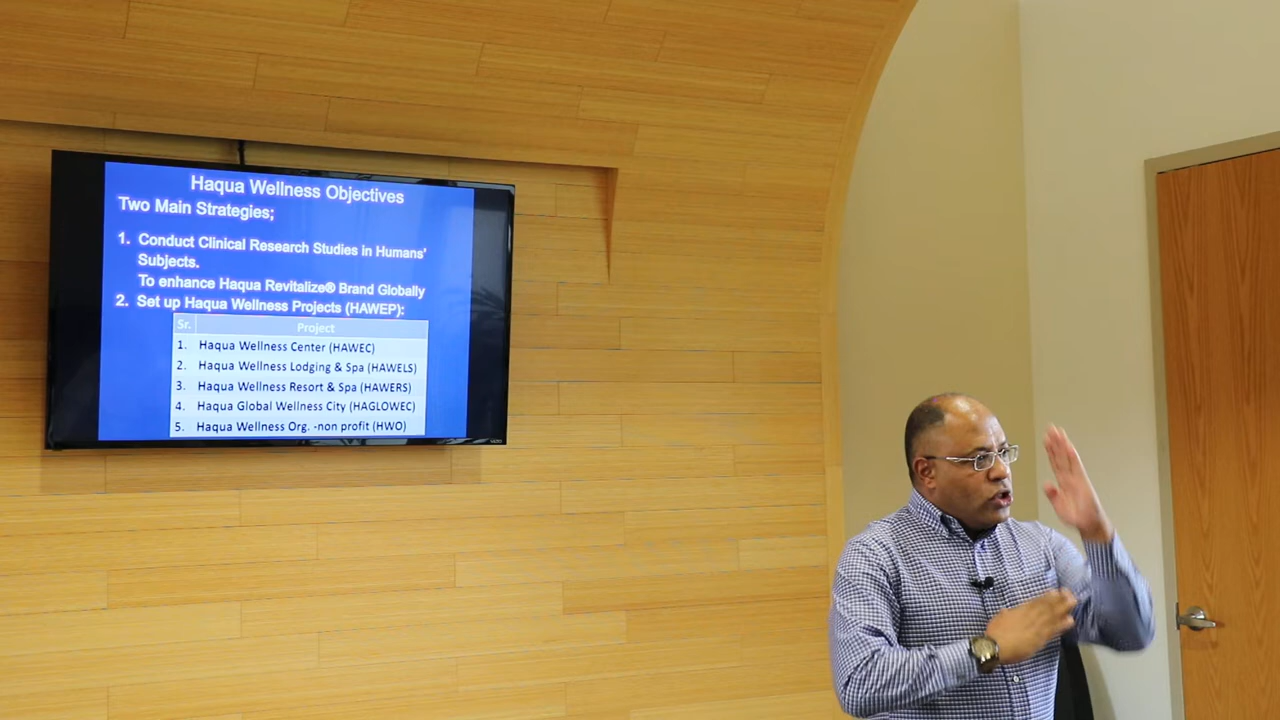 Haqua Wellness Objectives
Two Main Strategies;
1. Conduct Clinical Research Studies in Humans'
Subjects.
To enhance Haqua Revitalize® Brand Globally
2. Set up Haqua Wellness Projects (HAWEP):
Sr. Project
1. Haqua Wellness Center (HAWEC)
2. Haqua Wellness Lodging & Spa (HAWELS)
3. Haqua Wellness Resort & Spa (HAWERS)
4. Haqua Global Wellness City (HAGLOWEC)
5. Haqua Wellness Org. -non profit (HWO)